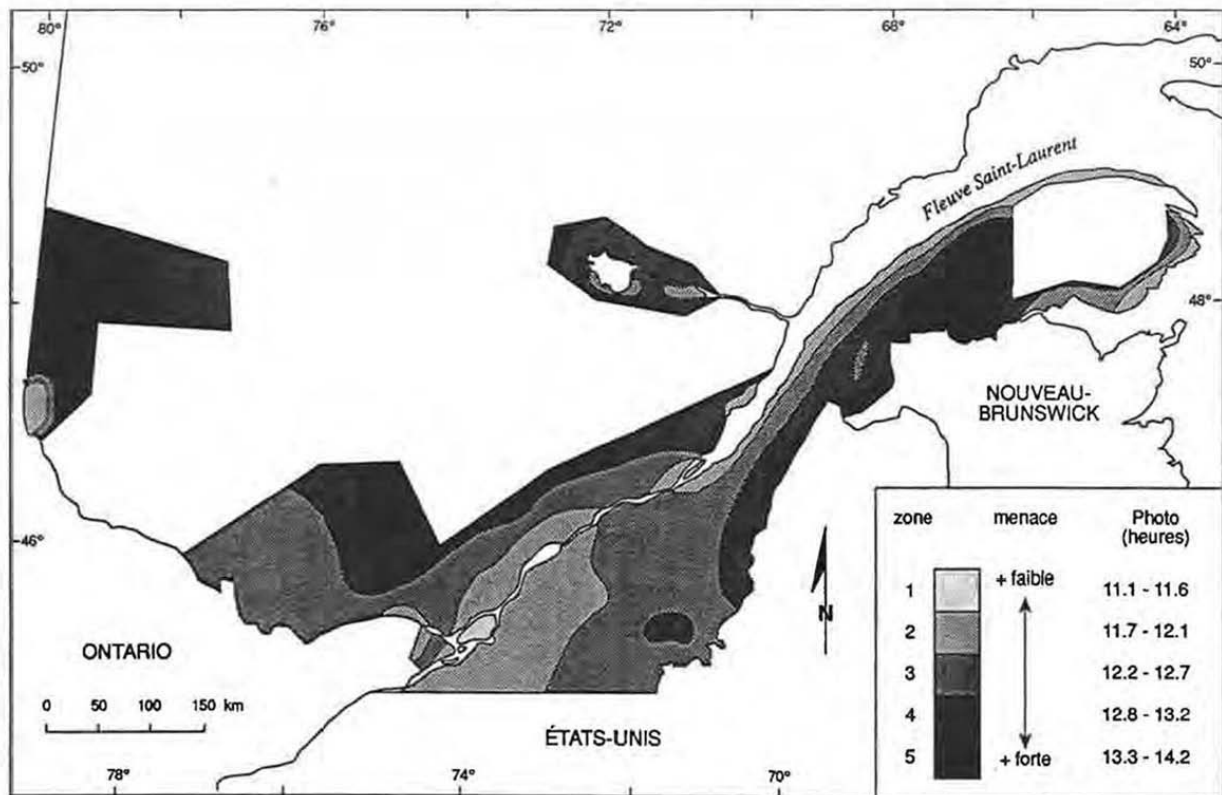 80° 76° 72° 68° 64°
50° 50°
Fleuve Saint-Laurent
48°
NOUVEAU-
BRUNSWICK
46°
zone menace Photo
(heures)
1 + faible 11.1 - 11.6
2 11.7 - 12.1
3 12.2 - 12.7
4 12.8 - 13.2
5 + forte 13.3 - 14.2
N
ONTARIO
0 50 100 150 km
ÉTATS-UNIS
78° 74° 70°